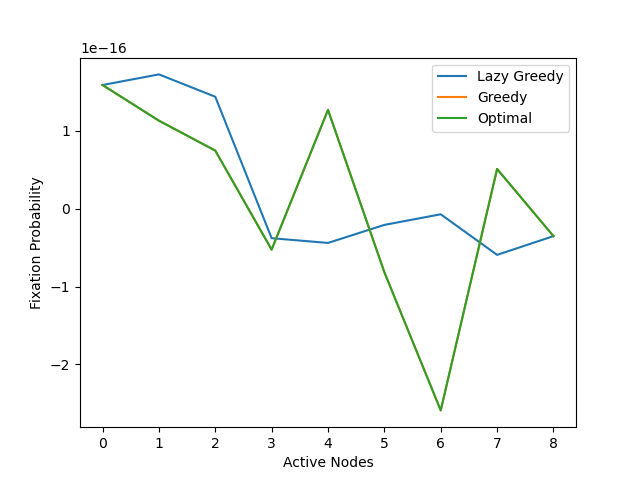 1e−16
Lazy Greedy
Greedy
Optimal
1
0
−1
−2
Fixation Probability
0 1 2 3 4 5 6 7 8
Active Nodes